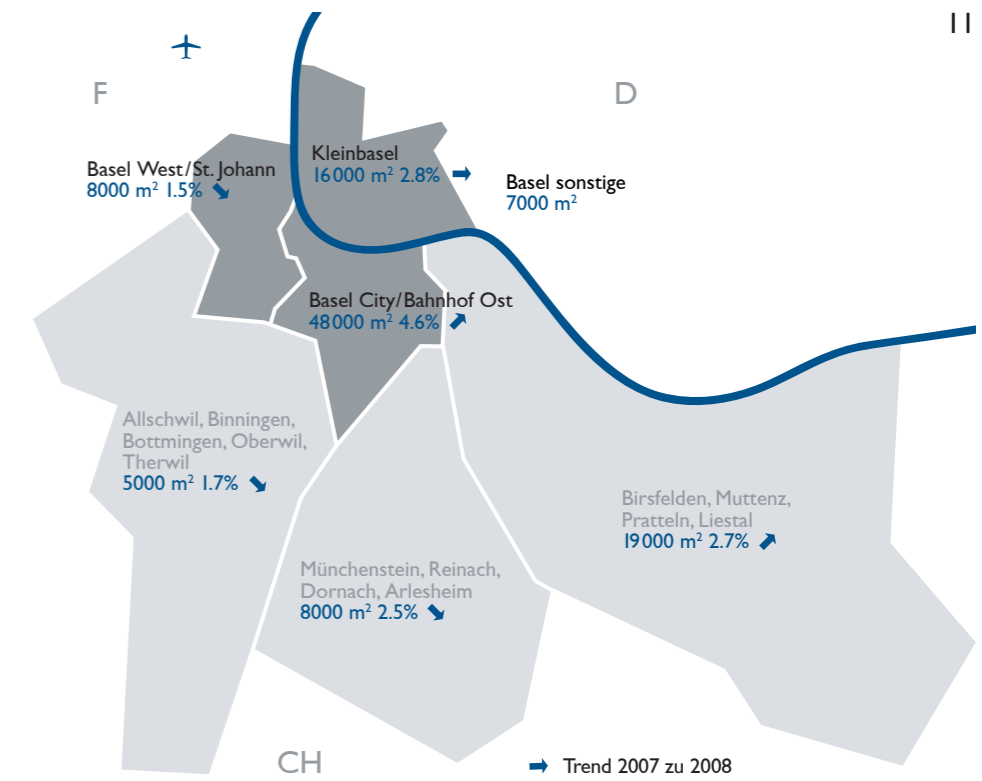 11
F
D
Basel West/St. Johann
8000 m² 1.5%
Kleinbasel
16000 m² 2.8%
Basel sonstige
7000 m²
Basel City/Bahnhof Ost
48000 m² 4.6%
Allschwil, Binningen,
Bottmingen, Oberwil,
Therwil
5000 m² 1.7%
Birsfelden, Muttenz,
Pratteln, Liestal
19000 m² 2.7%
Münchenstein, Reinach,
Dornach, Arlesheim
8000 m² 2.5%
CH
Trend 2007 zu 2008